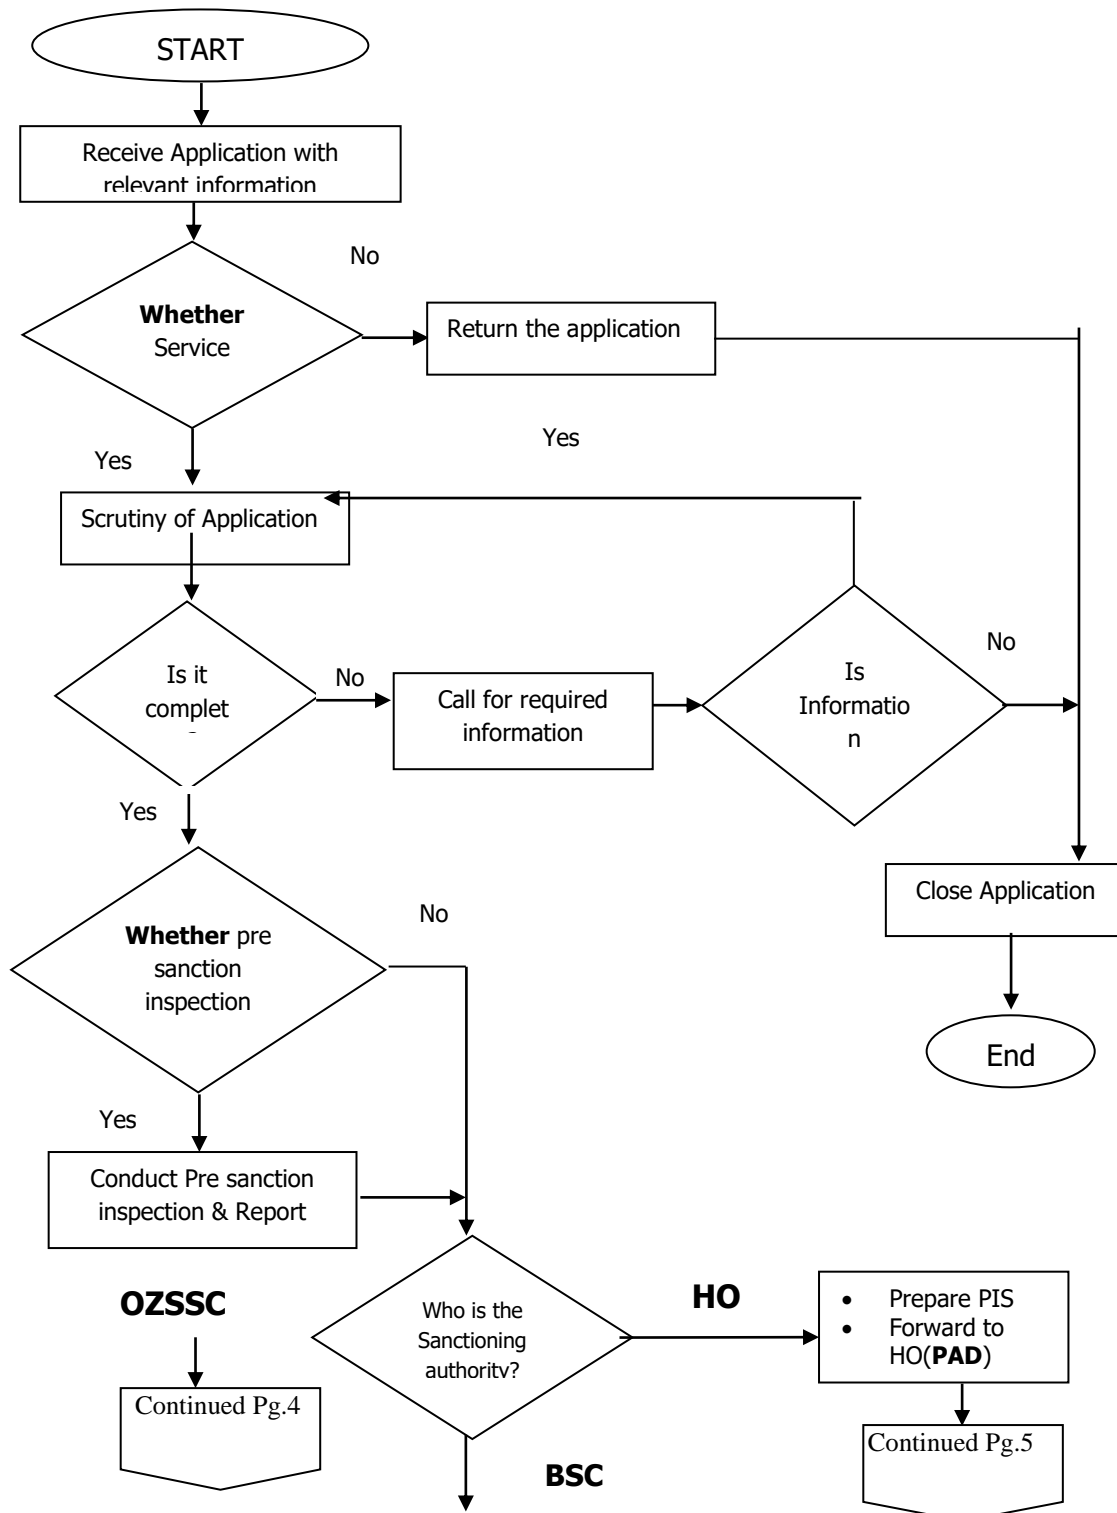 START
Receive Application with
relevant information
No
Whether
Service
Return the application
Yes
Yes
Scrutiny of Application
Is it
complet
No
Call for required
information
Is
Informatio
n
No
Yes
Close Application
Whether pre
sanction
inspection
No
End
Yes
Conduct Pre sanction
inspection & Report
OZSSC
Who is the
Sanctioning
authority?
HO
• Prepare PIS
• Forward to
HO(PAD)
Continued Pg.4
Continued Pg.5
BSC